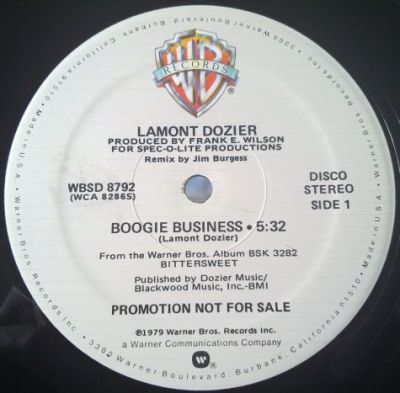 WB
RECORDS
LAMONT DOZIER
PRODUCED BY FRANK E. WILSON
FOR SPEC-O-LITE PRODUCTIONS
Remix by Jim Burgess
WBSD 8792
(WCA 8286S)
DISCO
STEREO
SIDE 1
BOOGIE BUSINESS • 5:32
(Lamont Dozier)
From the Warner Bros. Album BSK 3282
BITTERSWEET
Published by Dozier Music/
Blackwood Music, Inc.-BMI
PROMOTION NOT FOR SALE
©1979 Warner Bros. Records Inc.
a Warner Communications Company
W ®
3300 Warner Boulevard, Burbank, California 91510 • Made in U.S.A. • Warner Bros. Records Inc. •